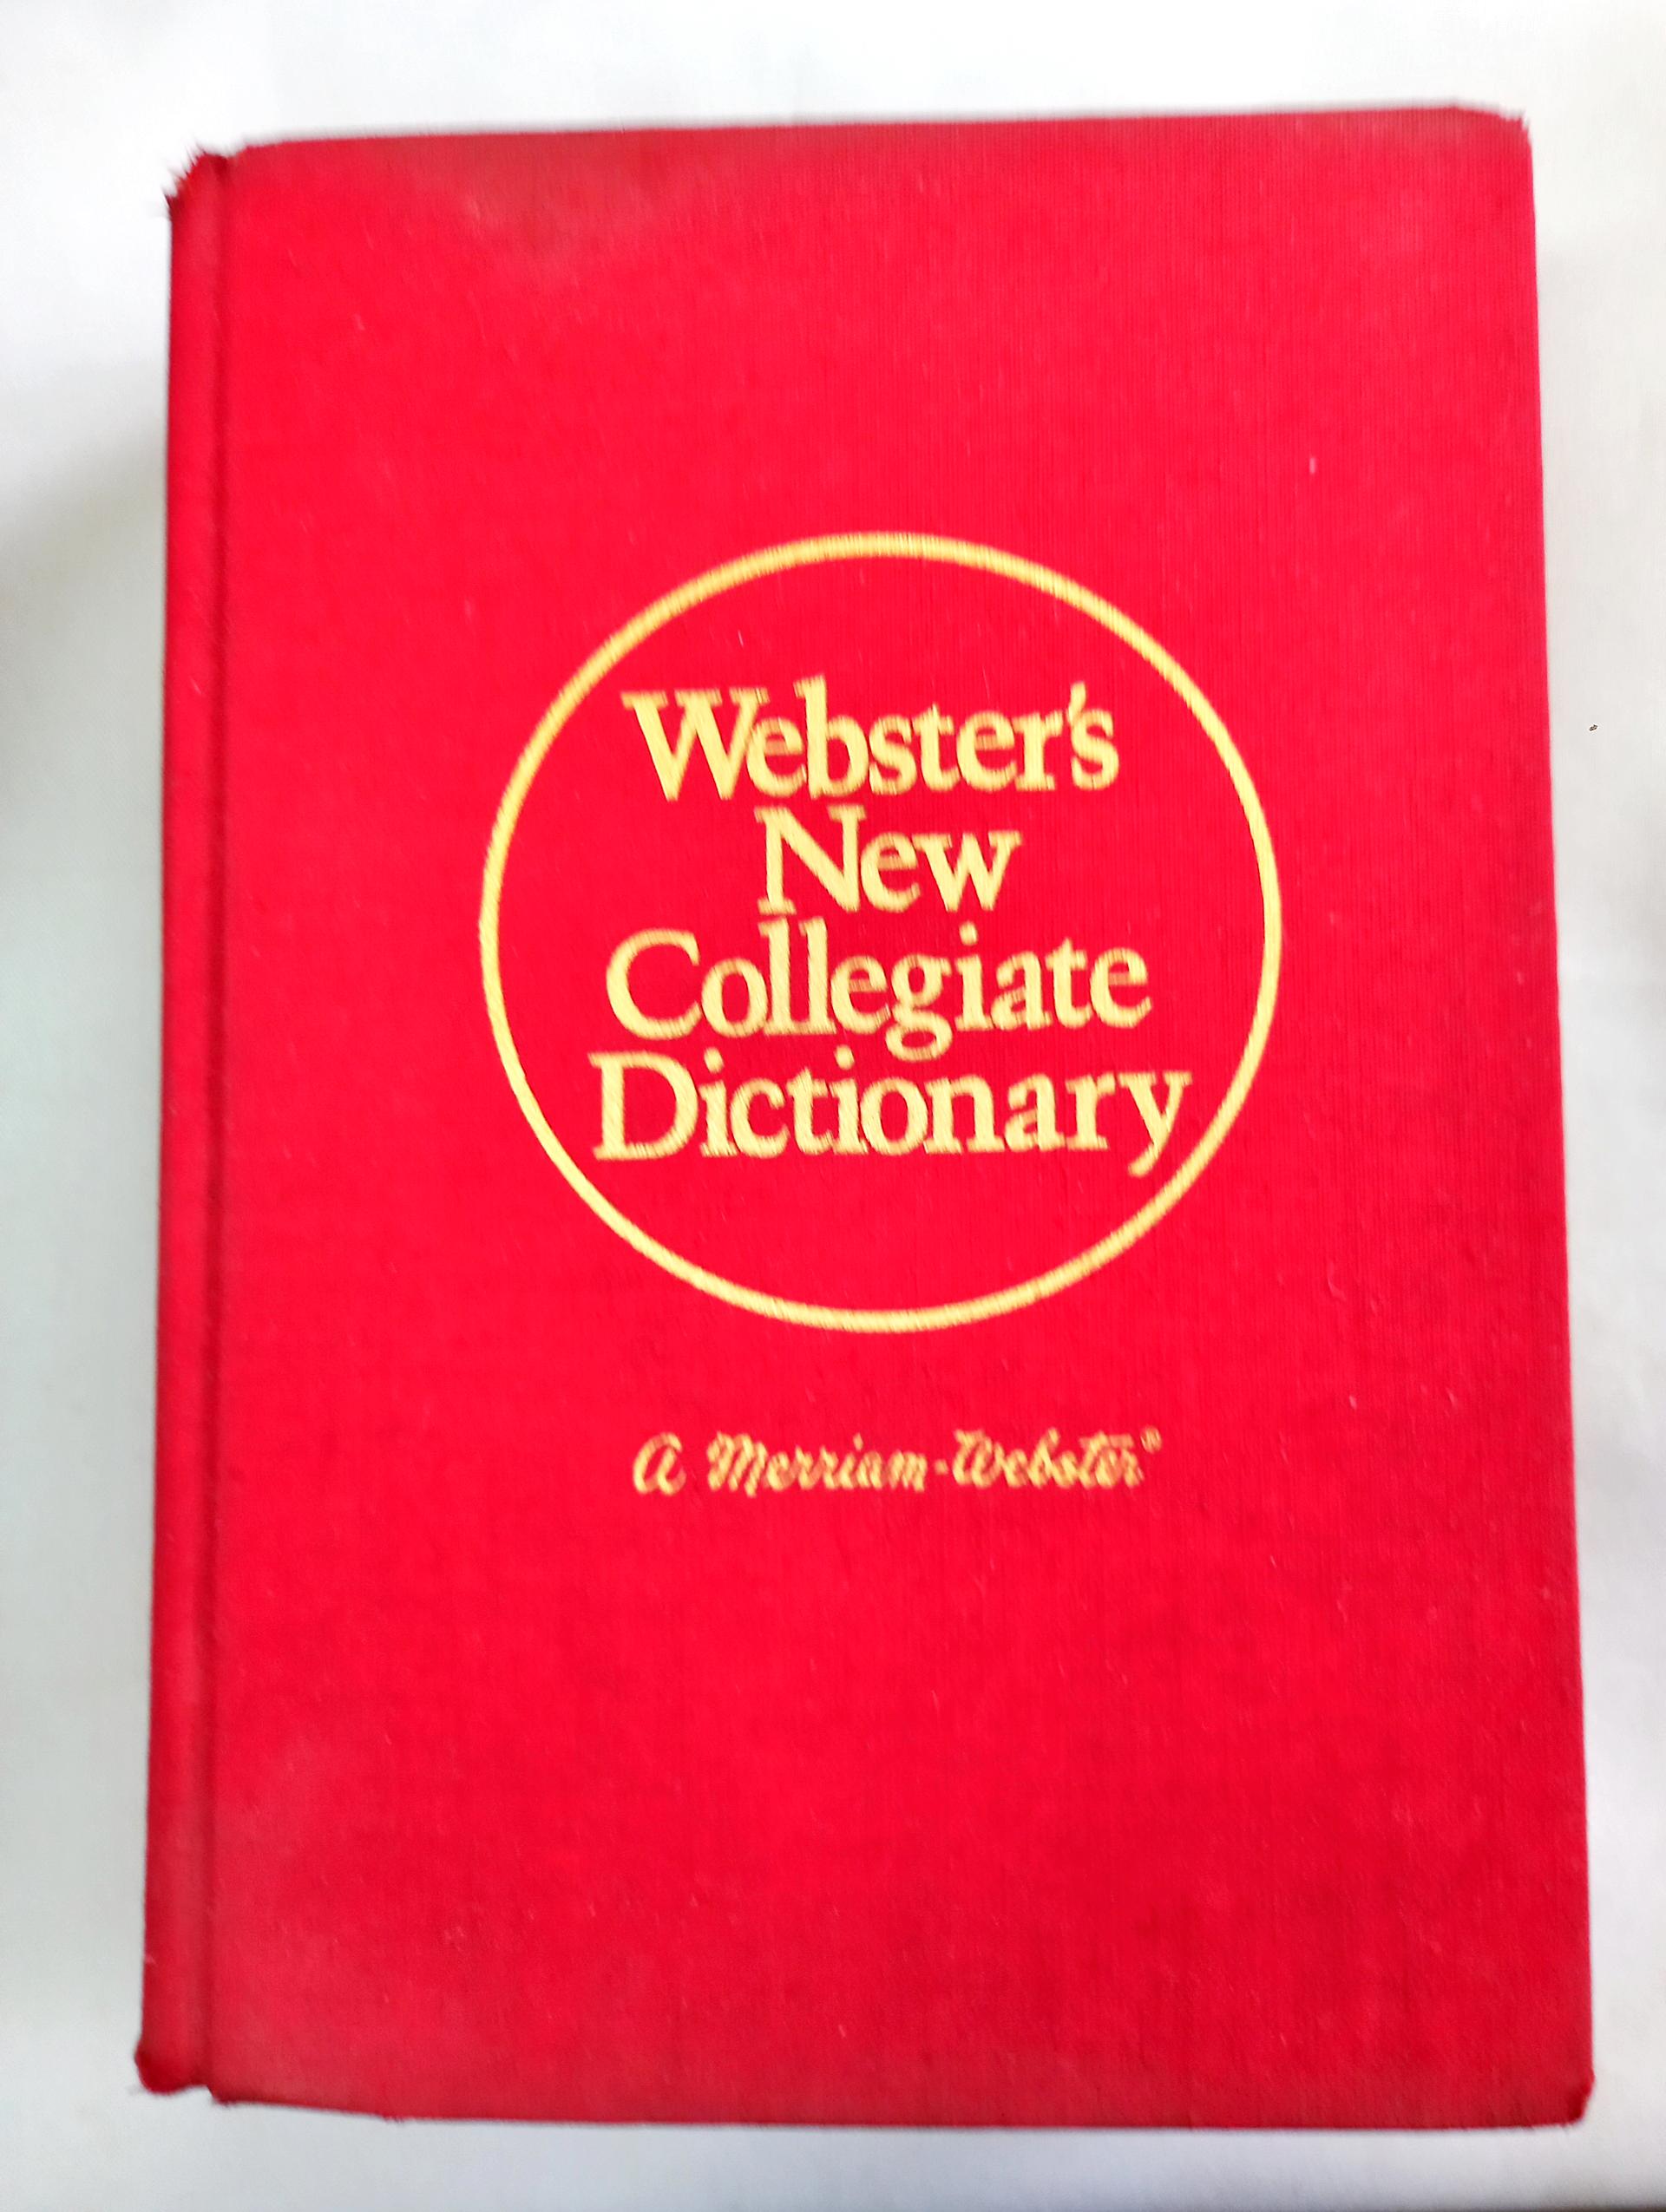 Webster's
New
Collegiate
Dictionary
A Merriam-Webster®